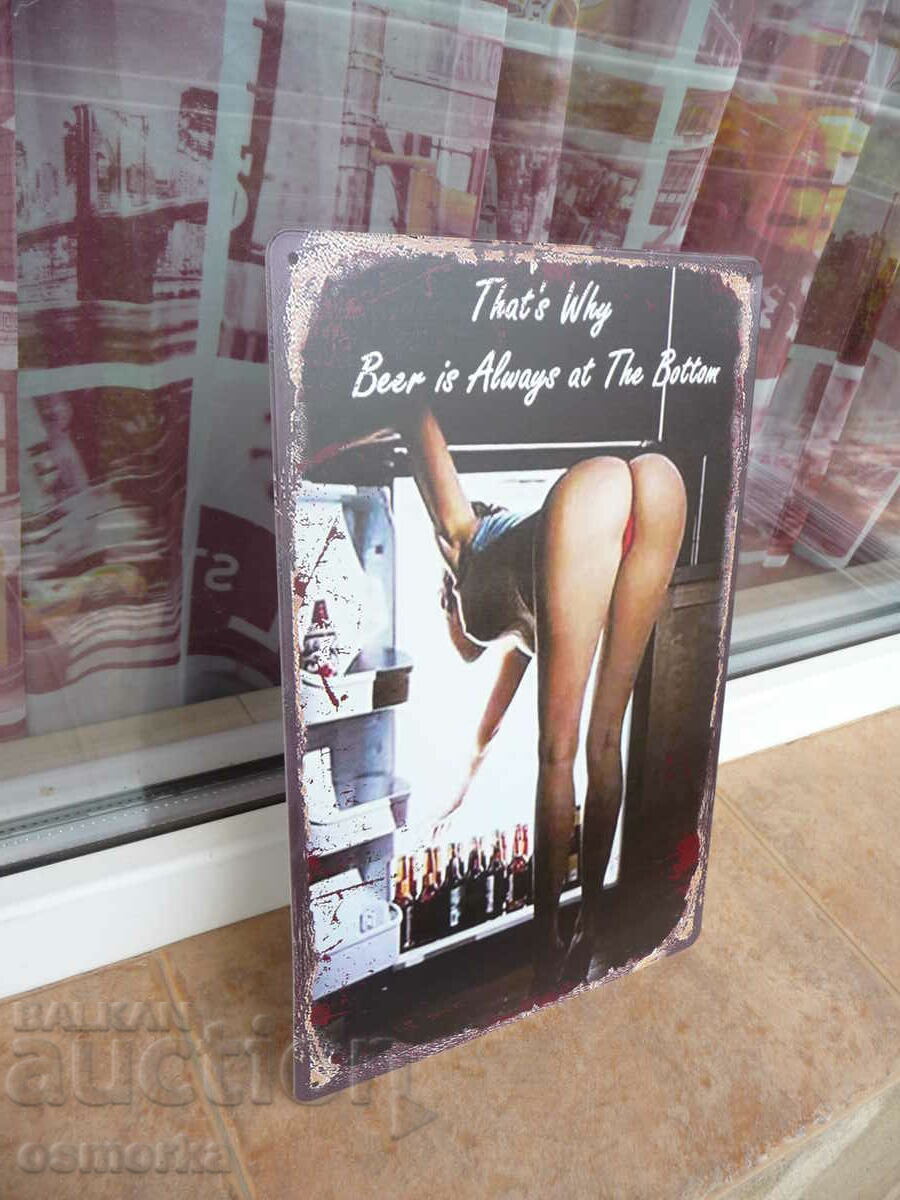 That's Why
Beer is Always at The Bottom
BALKAN
auction
osmorka